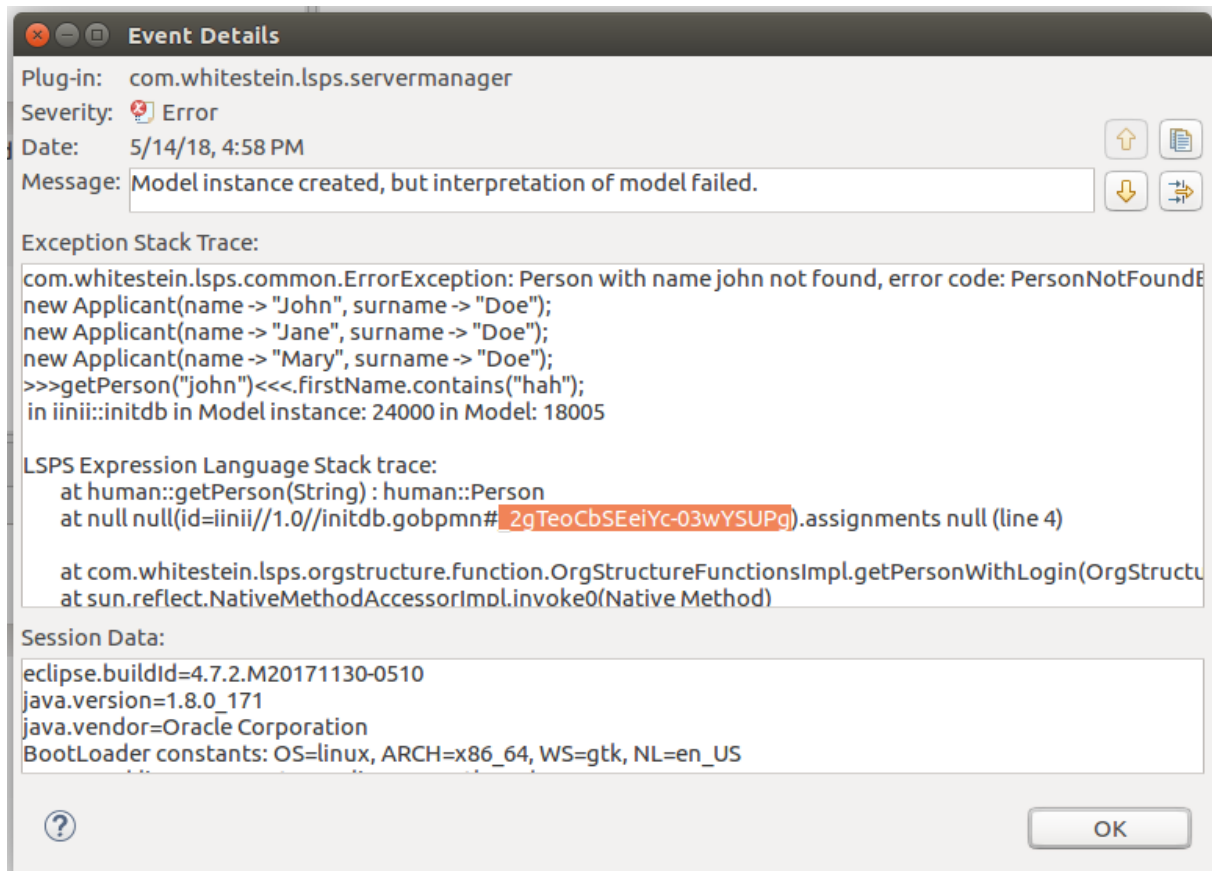 Event Details
Plug-in: com.whitestein.lsps.servermanager
Severity: Error
Date: 5/14/18, 4:58 PM
Message: Model instance created, but interpretation of model failed.
Exception Stack Trace:
com.whitestein.lsps.common.ErrorException: Person with name john not found, error code: PersonNotFoundE
new Applicant(name -> "John", surname -> "Doe");
new Applicant(name -> "Jane", surname -> "Doe");
new Applicant(name -> "Mary", surname -> "Doe");
>>>getPerson("john")<<<.firstName.contains("hah");
in iinii::initdb in Model instance: 24000 in Model: 18005
LSPS Expression Language Stack trace:
at human::getPerson(String) : human::Person
at null null(id=iinii//1.0//initdb.gobpmn#_2gTeoCbSEeiYc-03wYSUPg).assignments null (line 4)
at com.whitestein.lsps.orgstructure.function.OrgStructureFunctionsImpl.getPersonWithLogin(OrgStructu
at sun.reflect.NativeMethodAccessorImpl.invoke0(Native Method)
Session Data:
eclipse.buildId=4.7.2.M20171130-0510
java.version=1.8.0_171
java.vendor=Oracle Corporation
BootLoader constants: OS=linux, ARCH=x86_64, WS=gtk, NL=en_US
?
OK